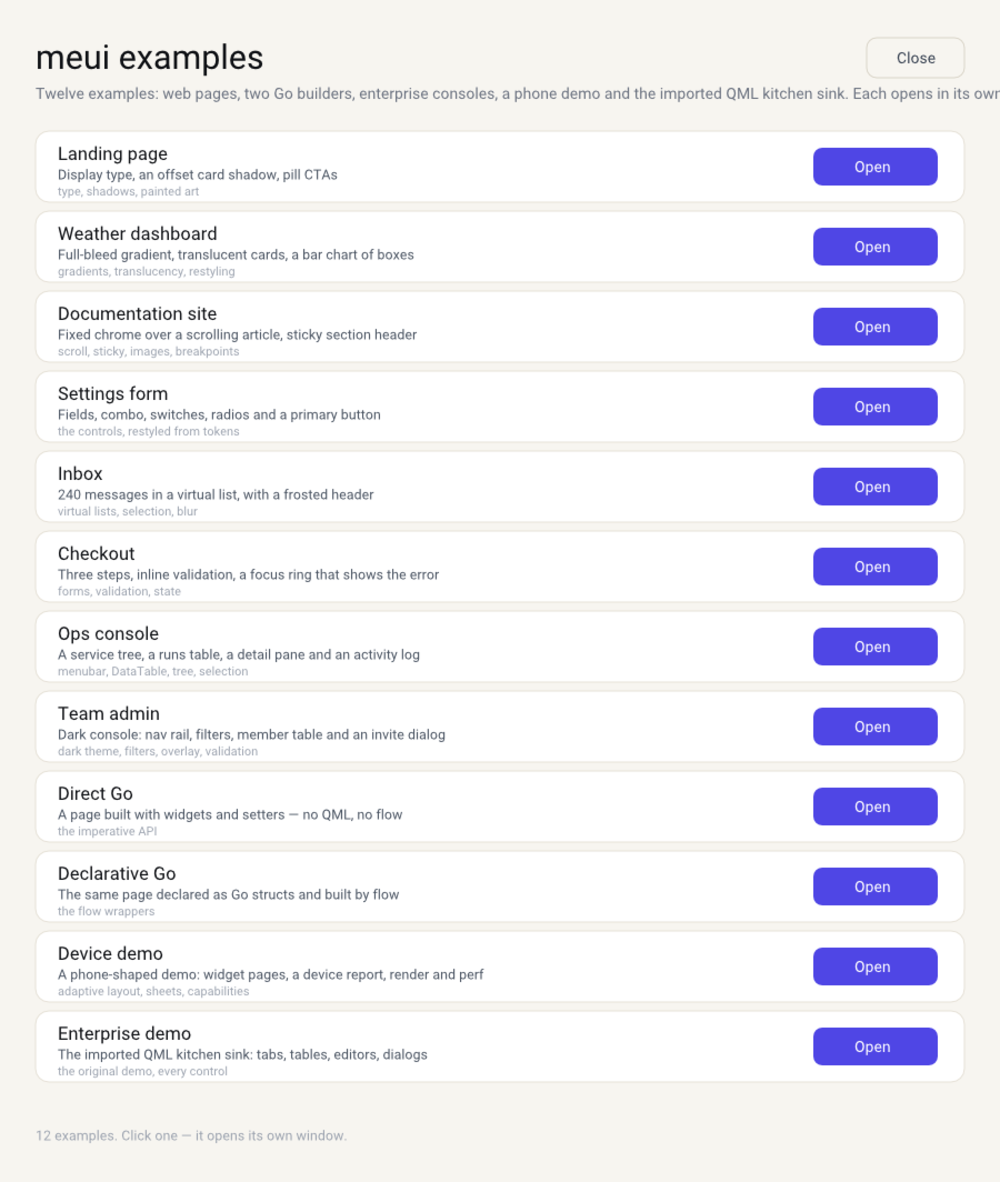 meui examples
Close
Twelve examples: web pages, two Go builders, enterprise consoles, a phone demo and the imported QML kitchen sink. Each opens in its own
Landing page
Display type, an offset card shadow, pill CTAs
type, shadows, painted art
Open
Weather dashboard
Full-bleed gradient, translucent cards, a bar chart of boxes
gradients, translucency, restyling
Open
Documentation site
Fixed chrome over a scrolling article, sticky section header
scroll, sticky, images, breakpoints
Open
Settings form
Fields, combo, switches, radios and a primary button
the controls, restyled from tokens
Open
Inbox
240 messages in a virtual list, with a frosted header
virtual lists, selection, blur
Open
Checkout
Three steps, inline validation, a focus ring that shows the error
forms, validation, state
Open
Ops console
A service tree, a runs table, a detail pane and an activity log
menubar, DataTable, tree, selection
Open
Team admin
Dark console: nav rail, filters, member table and an invite dialog
dark theme, filters, overlay, validation
Open
Direct Go
A page built with widgets and setters — no QML, no flow
the imperative API
Open
Declarative Go
The same page declared as Go structs and built by flow
the flow wrappers
Open
Device demo
A phone-shaped demo: widget pages, a device report, render and perf
adaptive layout, sheets, capabilities
Open
Enterprise demo
The imported QML kitchen sink: tabs, tables, editors, dialogs
the original demo, every control
Open
12 examples. Click one — it opens its own window.